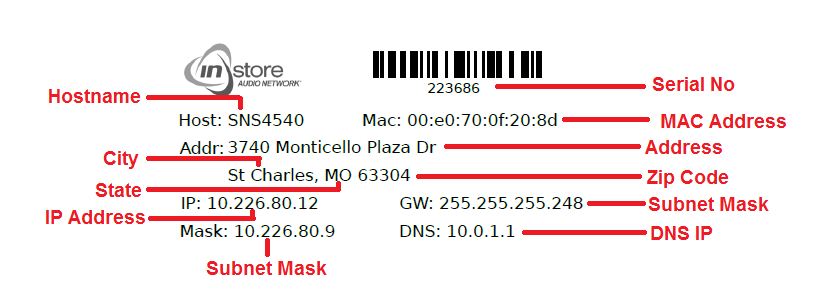 in store
AUDIO NETWORK
223686
Serial No
Hostname
Host: SNS4540
Mac: 00:e0:70:0f:20:8d
MAC Address
Addr: 3740 Monticello Plaza Dr
Address
City
St Charles, MO 63304
Zip Code
State
IP: 10.226.80.12
GW: 255.255.255.248
Subnet Mask
IP Address
Mask: 10.226.80.9
DNS: 10.0.1.1
DNS IP
Subnet Mask